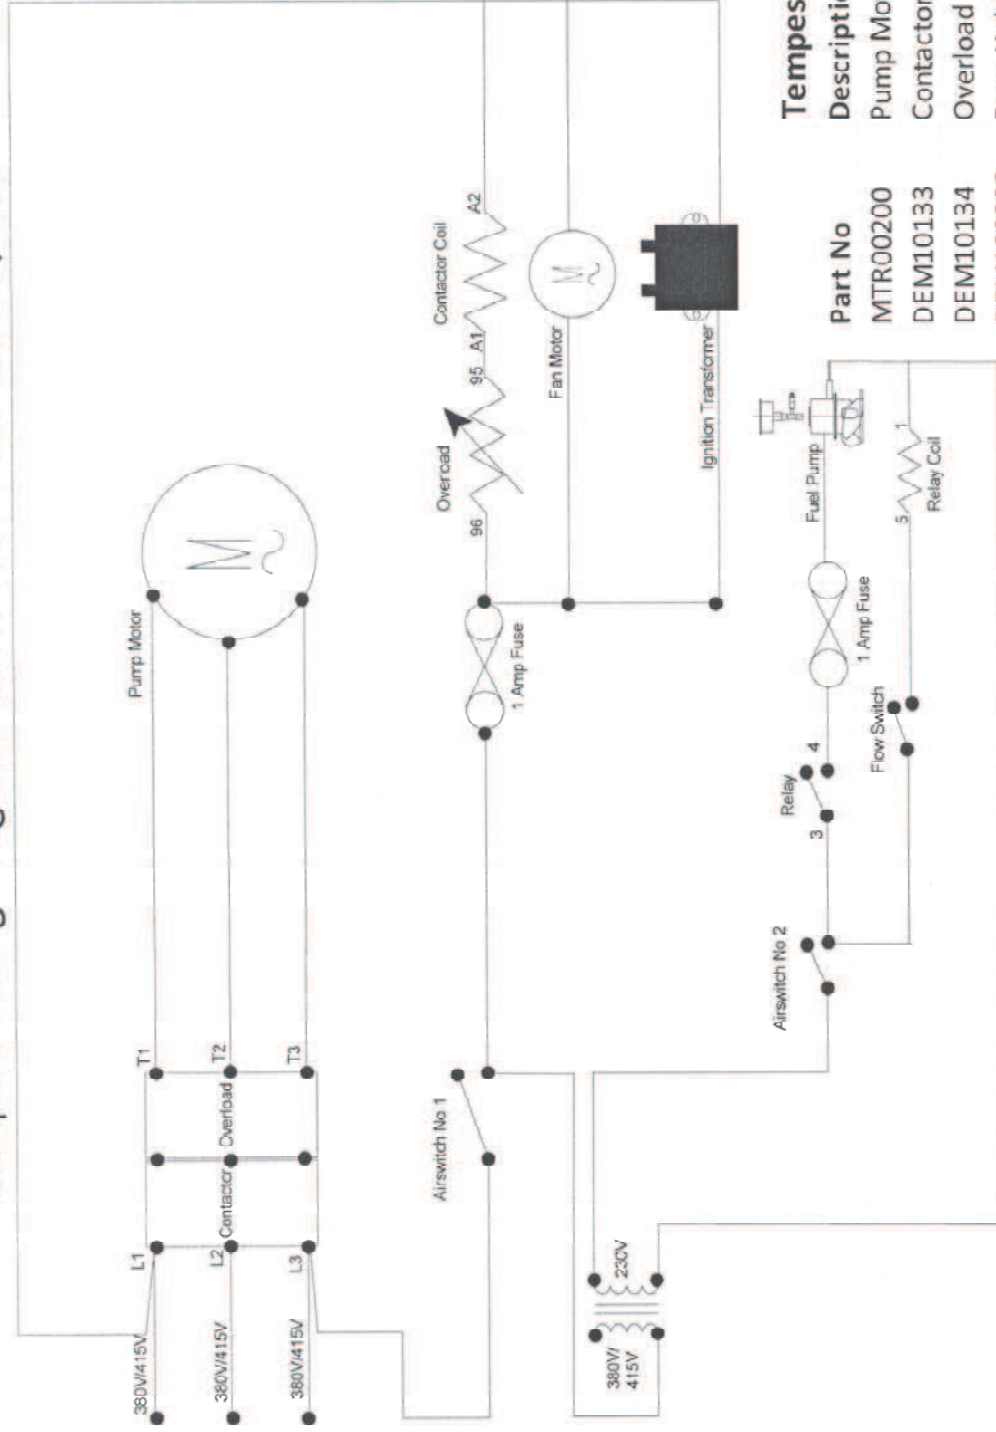 380V/415V
380V/415V
380V/415V
L1
L2
L3
Contactor
Overload
T1
T2
T3
Pump Motor
M
Airswitch No 1
1 Amp Fuse
96
Overoad
95
A1
Contactor Coil
A2
Fan Motor
M
Ignition Transformer
380V/
415V
230V
Airswitch No 2
3
Relay
4
Flow Switch
1 Amp Fuse
Fuel Pump
5
Relay Coil
1
Tempes
Part No Descripti
MTR00200 Pump Mo
DEM10133 Contactor
DEM10134 Overload